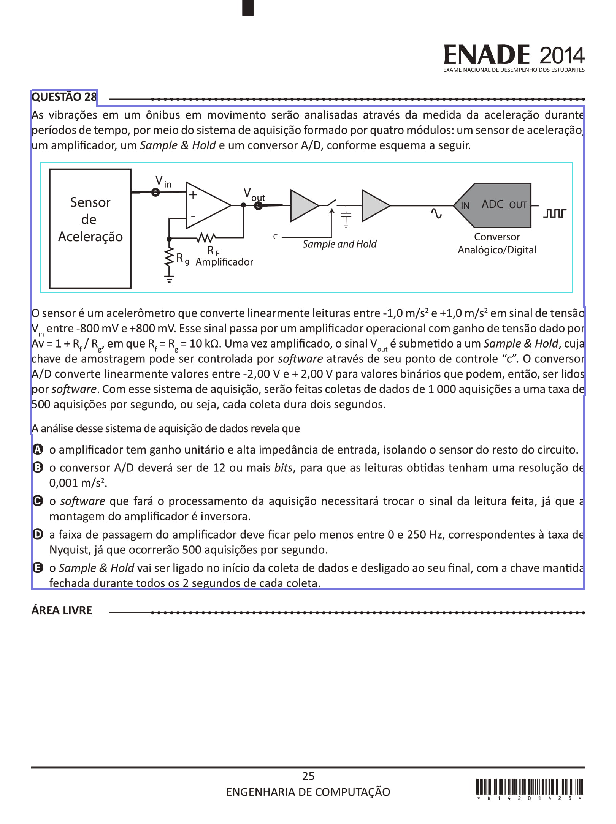 ENADE 2014
EXAME NACIONAL DE DESEMPENHO DOS ESTUDANTES
QUESTÃO 28
As vibrações em um ônibus em movimento serão analisadas através da medida da aceleração durante
períodos de tempo, por meio do sistema de aquisição formado por quatro módulos: um sensor de aceleração,
um amplificador, um Sample & Hold e um conversor A/D, conforme esquema a seguir.
Sensor
de
Aceleração
V in
+
-
V out
R f
R g
Amplificador
c
Sample and Hold
IN ADC OUT
Conversor
Analógico/Digital
O sensor é um acelerômetro que converte linearmente leituras entre -1,0 m/s² e +1,0 m/s² em sinal de tensão
V in entre -800 mV e +800 mV. Esse sinal passa por um amplificador operacional com ganho de tensão dado por
Av = 1 + Rf / Rg, em que Rf = Rg = 10 kΩ. Uma vez amplificado, o sinal Vout é submetido a um Sample & Hold, cuja
chave de amostragem pode ser controlada por software através de seu ponto de controle “c”. O conversor
A/D converte linearmente valores entre -2,00 V e + 2,00 V para valores binários que podem, então, ser lidos
por software. Com esse sistema de aquisição, serão feitas coletas de dados de 1 000 aquisições a uma taxa de
500 aquisições por segundo, ou seja, cada coleta dura dois segundos.
A análise desse sistema de aquisição de dados revela que
A o amplificador tem ganho unitário e alta impedância de entrada, isolando o sensor do resto do circuito.
B o conversor A/D deverá ser de 12 ou mais bits, para que as leituras obtidas tenham uma resolução de
0,001 m/s².
C o software que fará o processamento da aquisição necessitará trocar o sinal da leitura feita, já que a
montagem do amplificador é inversora.
D a faixa de passagem do amplificador deve ficar pelo menos entre 0 e 250 Hz, correspondentes à taxa de
Nyquist, já que ocorrerão 500 aquisições por segundo.
E o Sample & Hold vai ser ligado no início da coleta de dados e desligado ao seu final, com a chave mantida
fechada durante todos os 2 segundos de cada coleta.
ÁREA LIVRE
25
ENGENHARIA DE COMPUTAÇÃO